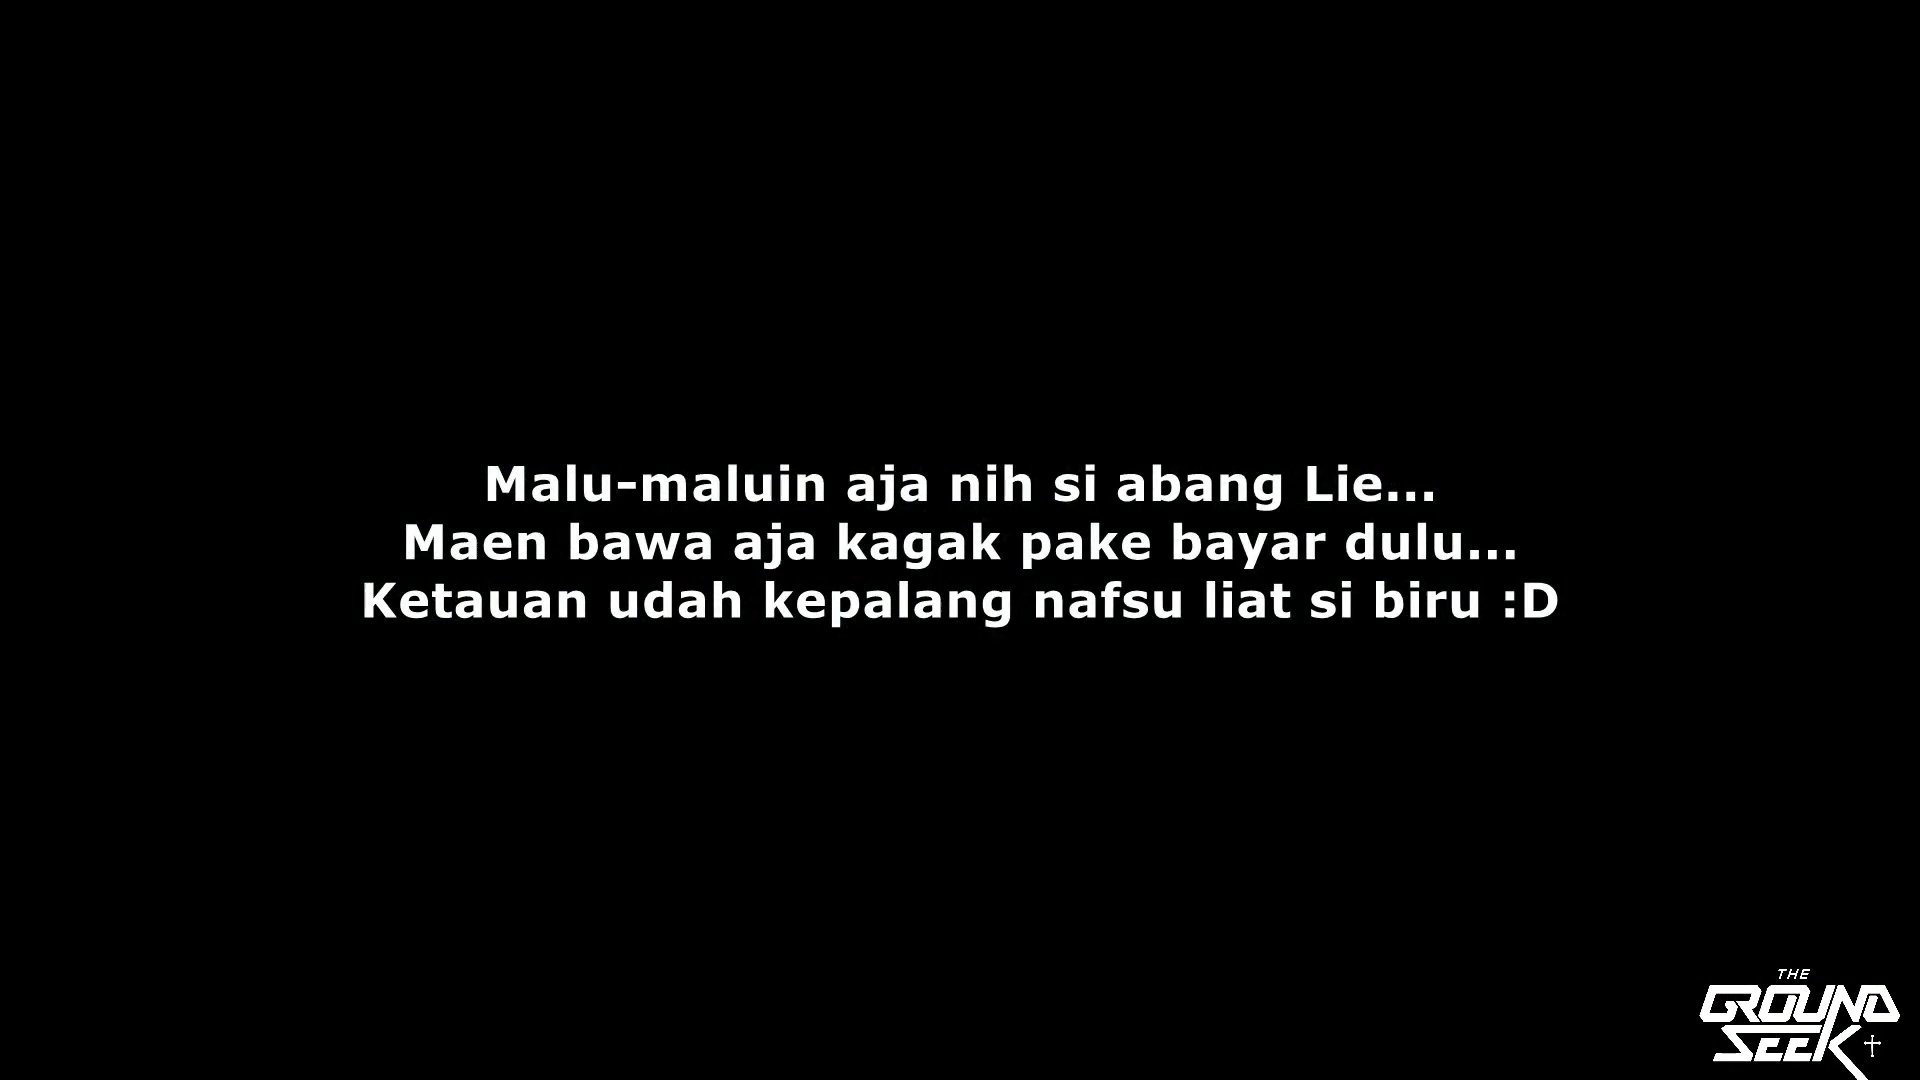 Malu-maluin aja nih si abang Lie...
Maen bawa aja kagak pake bayar dulu...
Ketauan udah kepalang nafsu liat si biru :D
THE
GROUND
SEEK